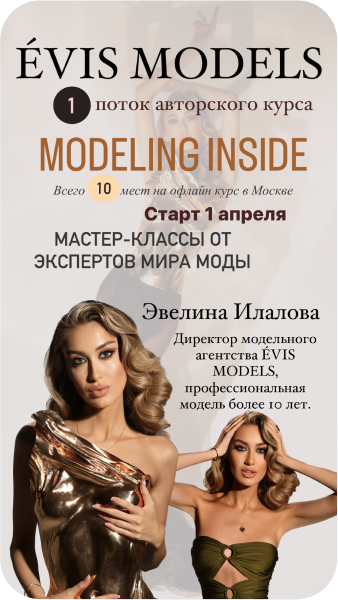 ÉVIS MODELS
1 поток авторского курса
MODELING INSIDE
Всего 10 мест на офлайн курс в Москве
Старт 1 апреля
МАСТЕР-КЛАССЫ ОТ
ЭКСПЕРТОВ МИРА МОДЫ
Эвелина Илалова
Директор модельного
агентства ÉVIS
MODELS,
профессиональная
модель более 10 лет.